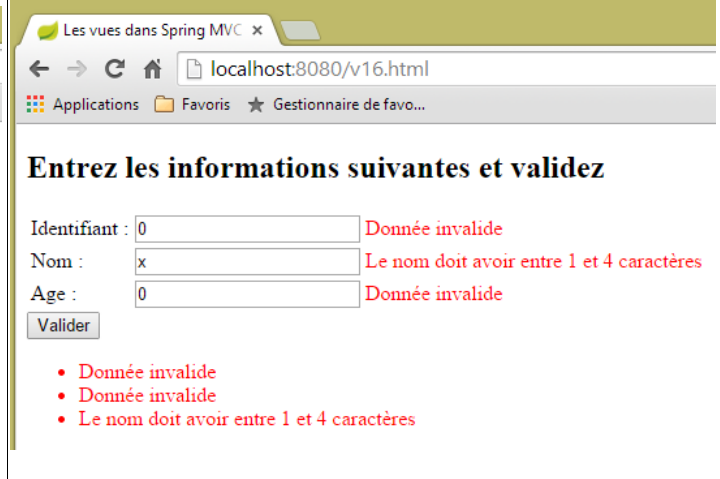 Les vues dans Spring MVC
localhost:8080/v16.html
Applications Favoris Gestionnaire de favo...
Entrez les informations suivantes et validez
Identifiant : 0 Donnée invalide
Nom : x Le nom doit avoir entre 1 et 4 caractères
Age : 0 Donnée invalide
Valider
Donnée invalide
Donnée invalide
Le nom doit avoir entre 1 et 4 caractères